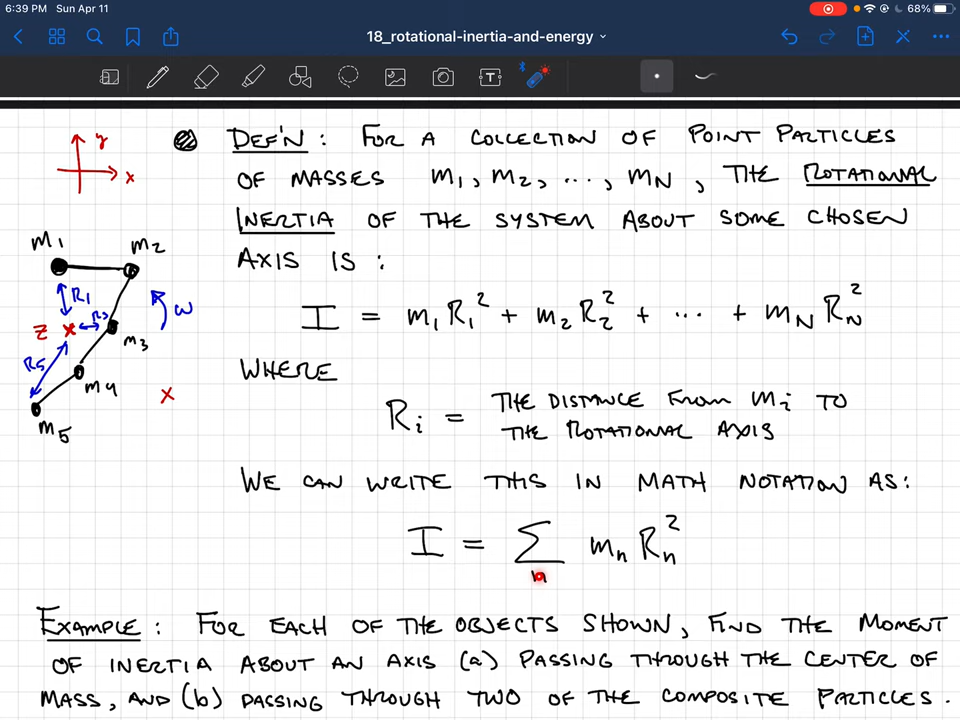 6:39 PM Sun Apr 11
68%
18_rotational-inertia-and-energy
T
y
x
DEF'N: FOR A COLLECTION OF POINT PARTICLES
OF MASSES m1, m2, ..., mN, THE ROTATIONAL
INERTIA OF THE SYSTEM ABOUT SOME CHOSEN
AXIS IS:
m1
m2
R1
R3
ω
z x
m3
R5
m4
x
m5
I = m1R1² + m2R2² + ... + mNRN²
WHERE
Ri = THE DISTANCE FROM mi TO
THE ROTATIONAL AXIS
WE CAN WRITE THIS IN MATH NOTATION AS:
I = Σ mnRn²
n
EXAMPLE: FOR EACH OF THE OBJECTS SHOWN, FIND THE MOMENT
OF INERTIA ABOUT AN AXIS (a) PASSING THROUGH THE CENTER OF
MASS, AND (b) PASSING THROUGH TWO OF THE COMPOSITE PARTICLES.